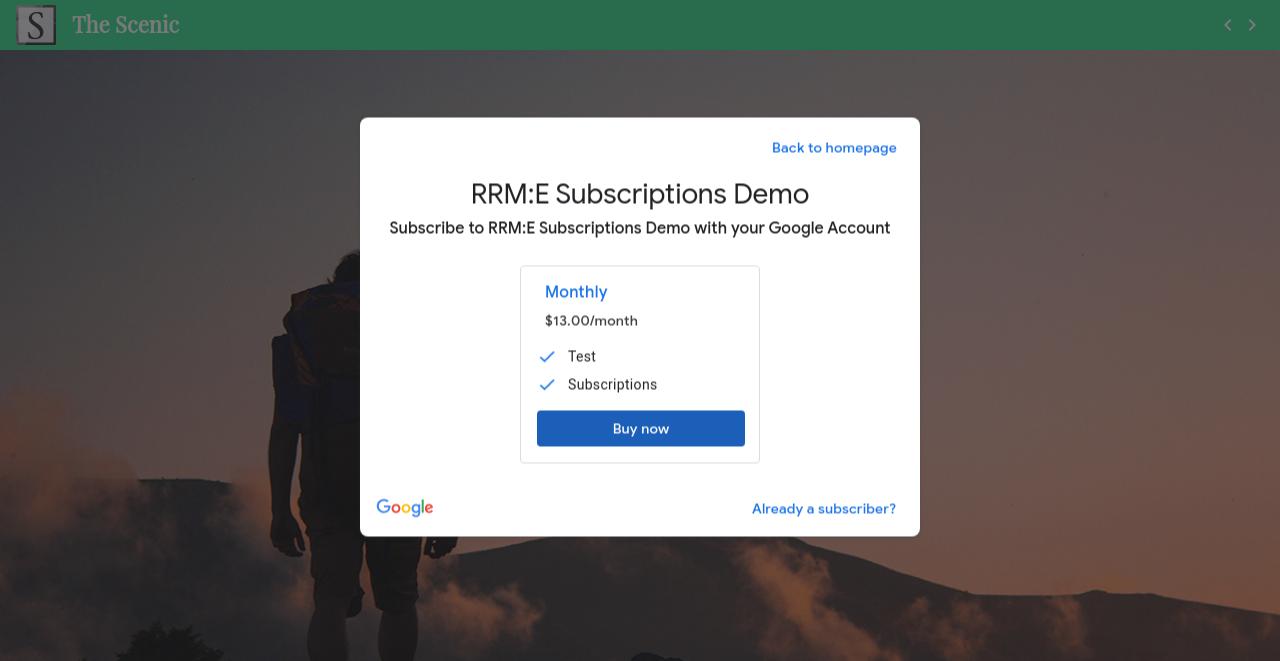 S The Scenic
Back to homepage
RRM:E Subscriptions Demo
Subscribe to RRM:E Subscriptions Demo with your Google Account
Monthly
$13.00/month
Test
Subscriptions
Buy now
Google
Already a subscriber?